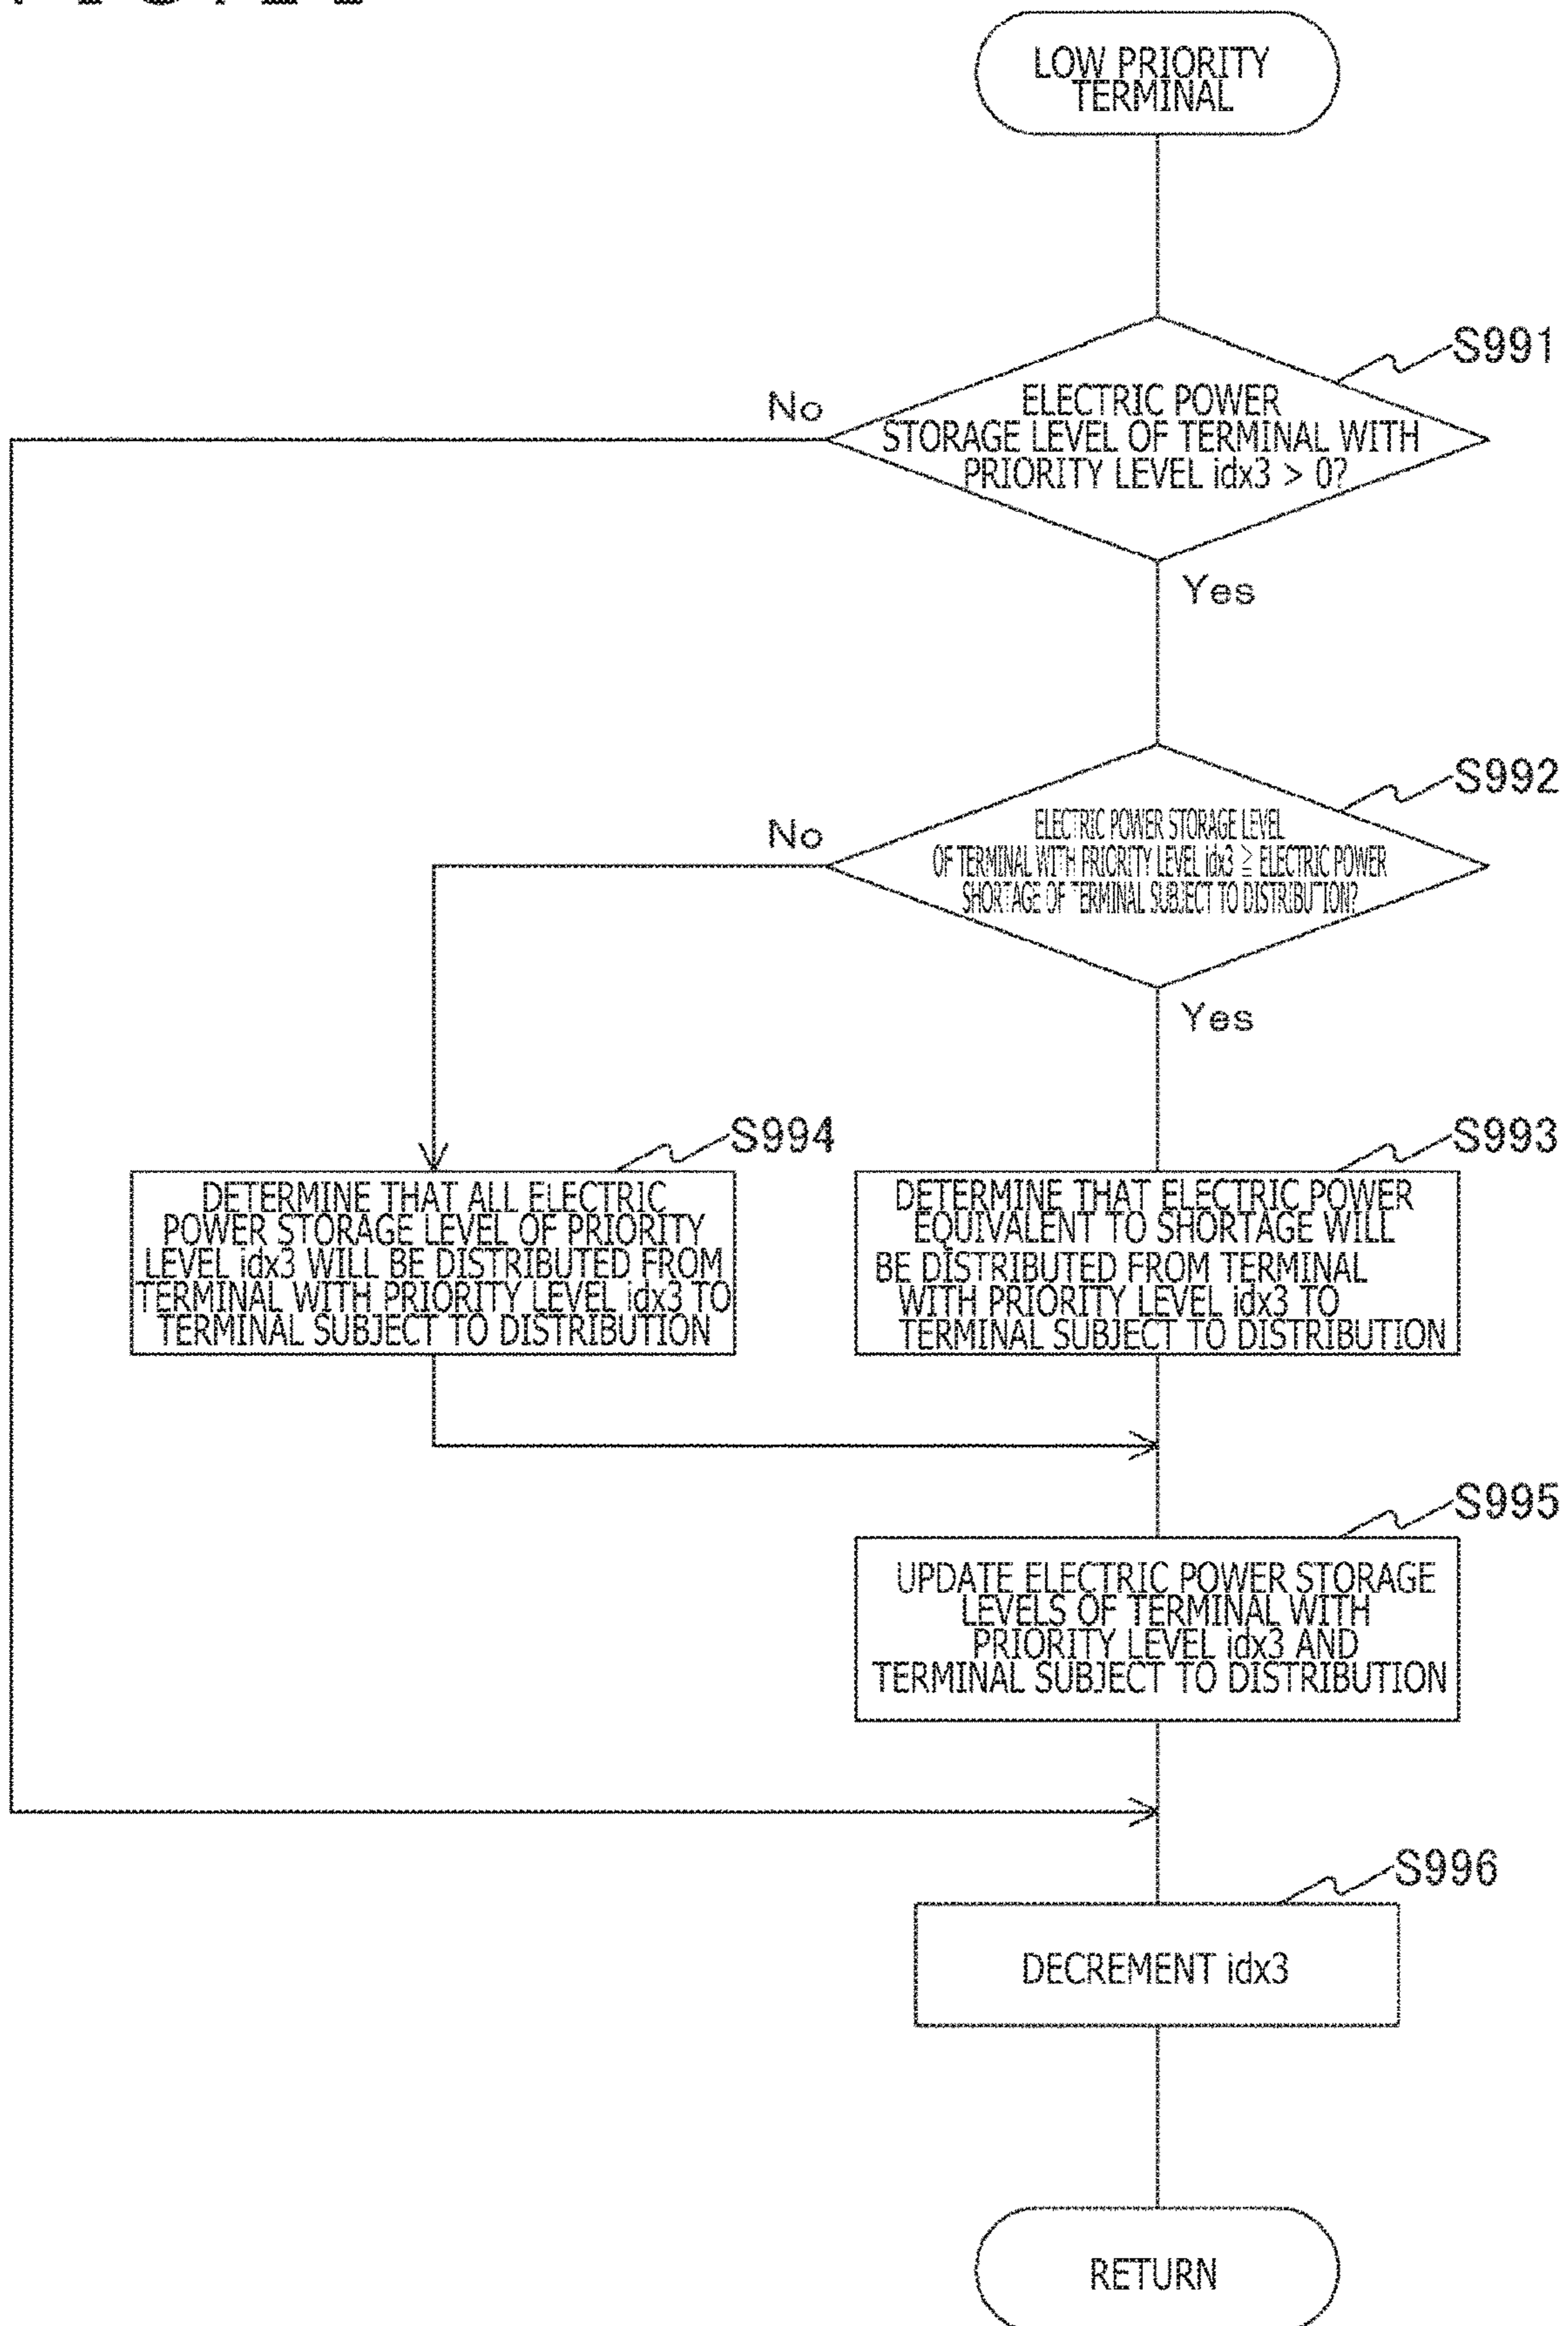 LOW PRIORITY
TERMINAL
S991
No
ELECTRIC POWER
STORAGE LEVEL OF TERMINAL WITH
PRIORITY LEVEL idx3 > 0?
Yes
S992
No
ELECTRIC POWER STORAGE LEVEL
OF TERMINAL WITH PRIORITY LEVEL idx3 ≧ ELECTRIC POWER
SHORTAGE OF TERMINAL SUBJECT TO DISTRIBUTION?
Yes
S994
DETERMINE THAT ALL ELECTRIC
POWER STORAGE LEVEL OF PRIORITY
LEVEL idx3 WILL BE DISTRIBUTED FROM
TERMINAL WITH PRIORITY LEVEL idx3 TO
TERMINAL SUBJECT TO DISTRIBUTION
S993
DETERMINE THAT ELECTRIC POWER
EQUIVALENT TO SHORTAGE WILL
BE DISTRIBUTED FROM TERMINAL
WITH PRIORITY LEVEL idx3 TO
TERMINAL SUBJECT TO DISTRIBUTION
S995
UPDATE ELECTRIC POWER STORAGE
LEVELS OF TERMINAL WITH
PRIORITY LEVEL idx3 AND
TERMINAL SUBJECT TO DISTRIBUTION
S996
DECREMENT idx3
RETURN